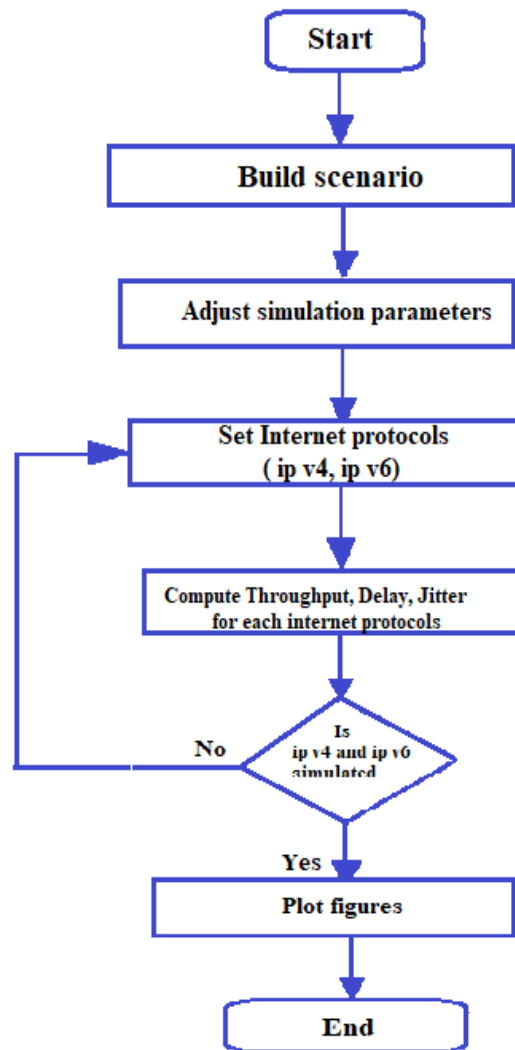 Start
Build scenario
Adjust simulation parameters
Set Internet protocols
( ip v4, ip v6)
Compute Throughput, Delay, Jitter
for each internet protocols
Is
ip v4 and ip v6
simulated
No
Yes
Plot figures
End